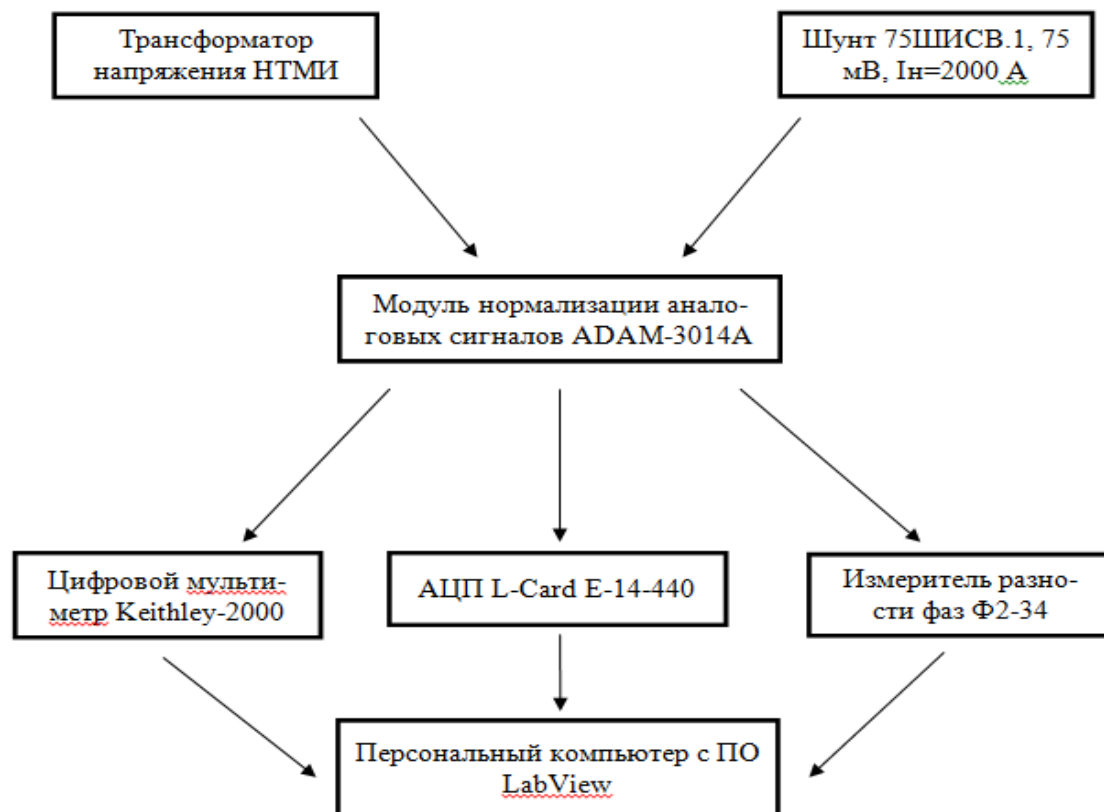 Трансформатор
напряжения НТМИ
Шунт 75ШИСВ.1, 75
мВ, Iн=2000 А
Модуль нормализации анало-
говых сигналов ADAM-3014A
Цифровой мульти-
метр Keithley-2000
АЦП L-Card E-14-440
Измеритель разно-
сти фаз Ф2-34
Персональный компьютер с ПО
LabView